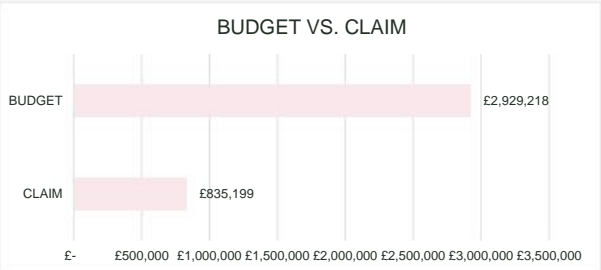 BUDGET VS. CLAIM
BUDGET £2,929,218
CLAIM £835,199
£- £500,000 £1,000,000 £1,500,000 £2,000,000 £2,500,000 £3,000,000 £3,500,000